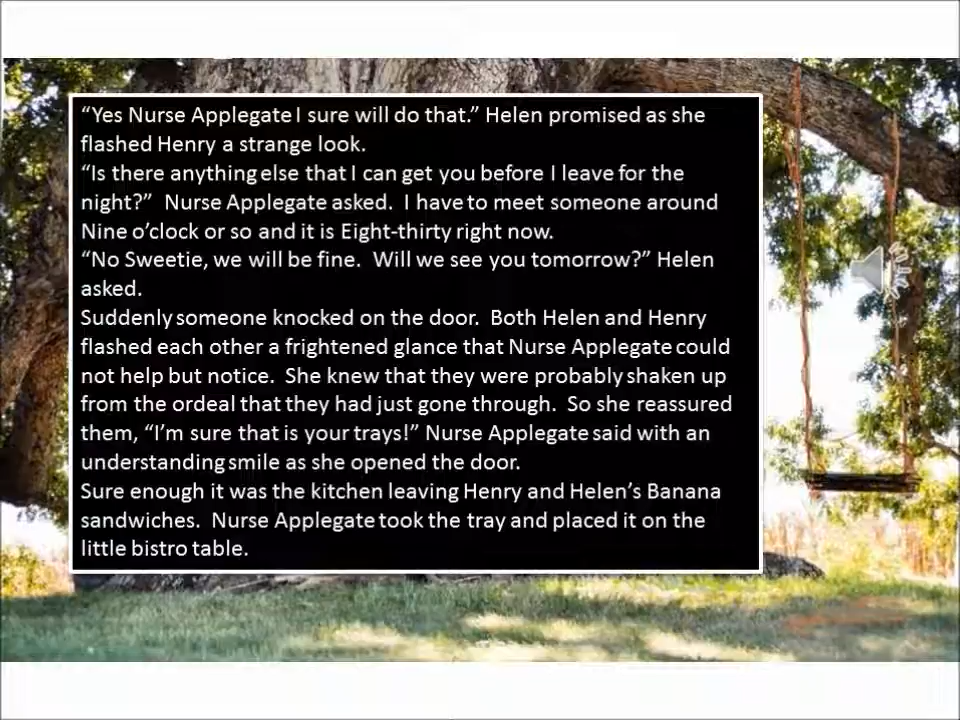 “Yes Nurse Applegate I sure will do that.” Helen promised as she
flashed Henry a strange look.
“Is there anything else that I can get you before I leave for the
night?”  Nurse Applegate asked.  I have to meet someone around
Nine o’clock or so and it is Eight-thirty right now.
“No Sweetie, we will be fine.  Will we see you tomorrow?” Helen
asked.
Suddenly someone knocked on the door.  Both Helen and Henry
flashed each other a frightened glance that Nurse Applegate could
not help but notice.  She knew that they were probably shaken up
from the ordeal that they had just gone through.  So she reassured
them, “I’m sure that is your trays!” Nurse Applegate said with an
understanding smile as she opened the door.
Sure enough it was the kitchen leaving Henry and Helen’s Banana
sandwiches.  Nurse Applegate took the tray and placed it on the
little bistro table.